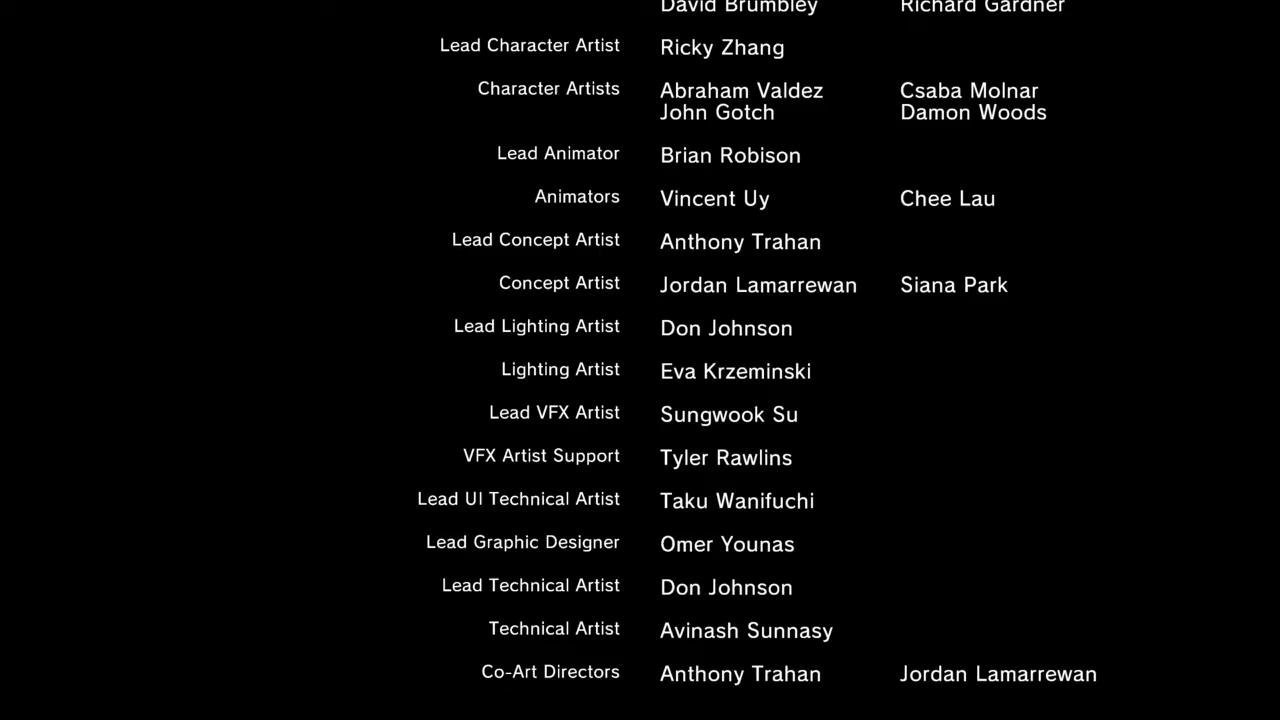 David Brumbley Richard Gardner
Lead Character Artist Ricky Zhang
Character Artists Abraham Valdez Csaba Molnar
John Gotch Damon Woods
Lead Animator Brian Robison
Animators Vincent Uy Chee Lau
Lead Concept Artist Anthony Trahan
Concept Artist Jordan Lamarrewan Siana Park
Lead Lighting Artist Don Johnson
Lighting Artist Eva Krzeminski
Lead VFX Artist Sungwook Su
VFX Artist Support Tyler Rawlins
Lead UI Technical Artist Taku Wanifuchi
Lead Graphic Designer Omer Younas
Lead Technical Artist Don Johnson
Technical Artist Avinash Sunnasy
Co-Art Directors Anthony Trahan Jordan Lamarrewan